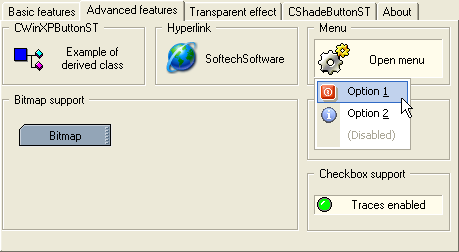 Basic features Advanced features Transparent effect CShadeButtonST About
CWinXPButtonST
Example of
derived class
Hyperlink
SoftechSoftware
Menu
Open menu
Option 1
Option 2
(Disabled)
Bitmap support
Bitmap
Checkbox support
Traces enabled